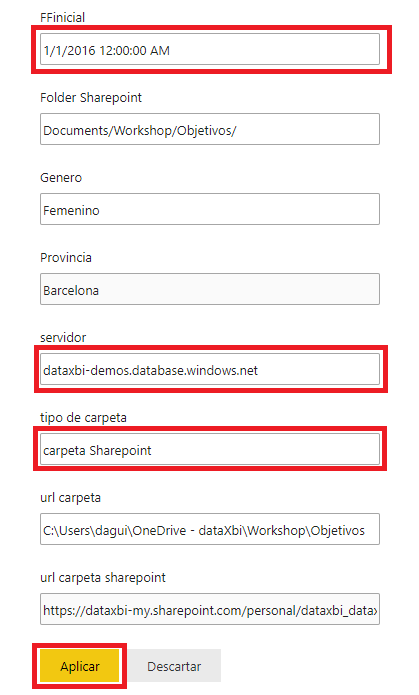 FFinicial
1/1/2016 12:00:00 AM
Folder Sharepoint
Documents/Workshop/Objetivos/
Genero
Femenino
Provincia
Barcelona
servidor
dataxbi-demos.database.windows.net
tipo de carpeta
carpeta Sharepoint
url carpeta
C:\Users\dagui\OneDrive - dataXbi\Workshop\Objetivos
url carpeta sharepoint
https://dataxbi-my.sharepoint.com/personal/dataxbi_datax
Aplicar Descartar